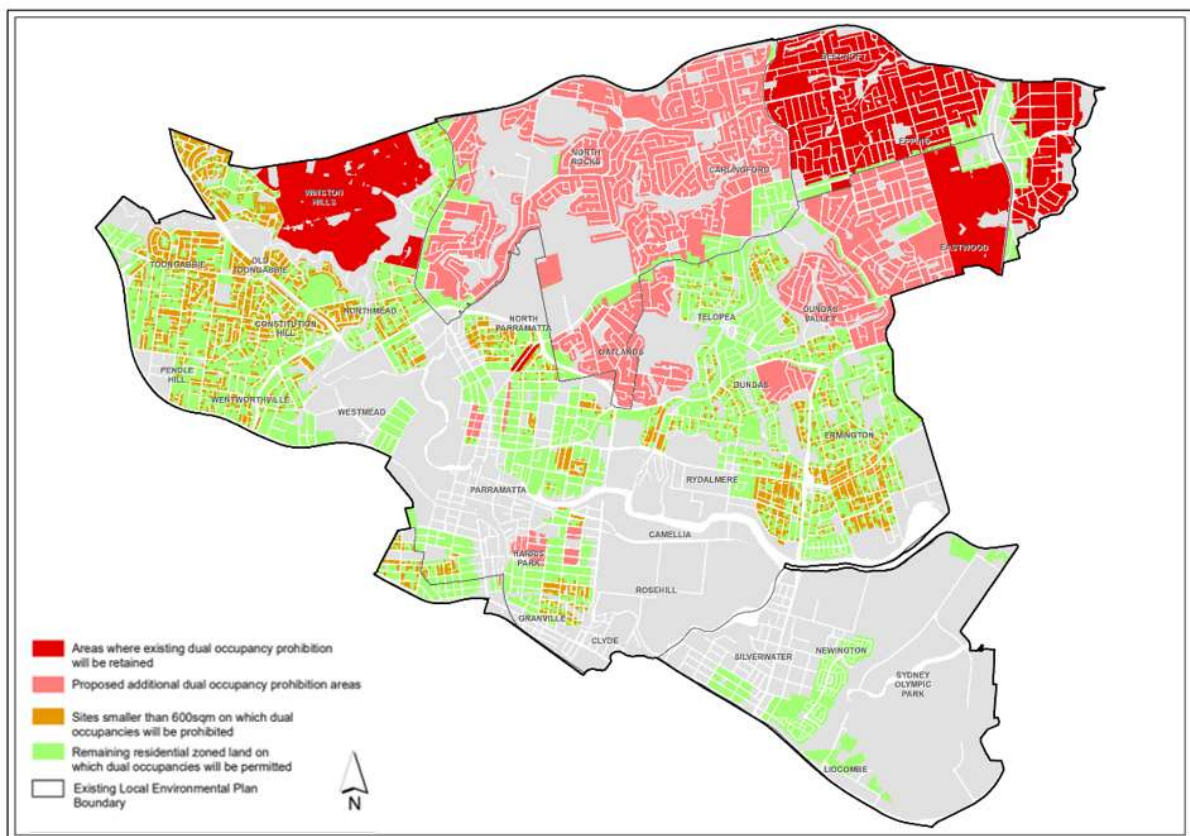 BEECROFT
EPPING
NORTH
ROCKS
CARLINGFORD
WINSTON
HILLS
EASTWOOD
TOONGABBIE
OLD
TOONGABBIE
NORTHMEAD
CONSTITUTION
HILL
NORTH
PARRAMATTA
TELOPEA
DUNDAS
VALLEY
OATLANDS
PENDLE
HILL
DUNDAS
WENTWORTHVILLE
WESTMEAD
ERMINGTON
RYDALMERE
PARRAMATTA
CAMELLIA
HARRIS
PARK
ROSEHILL
GRANVILLE
CLYDE
SILVERWATER
NEWINGTON
SYDNEY
OLYMPIC
PARK
LIDCOMBE
Areas where existing dual occupancy prohibition
will be retained
Proposed additional dual occupancy prohibition areas
Sites smaller than 600sqm on which dual
occupancies will be prohibited
Remaining residential zoned land on
which dual occupancies will be permitted
Existing Local Environmental Plan
Boundary
N